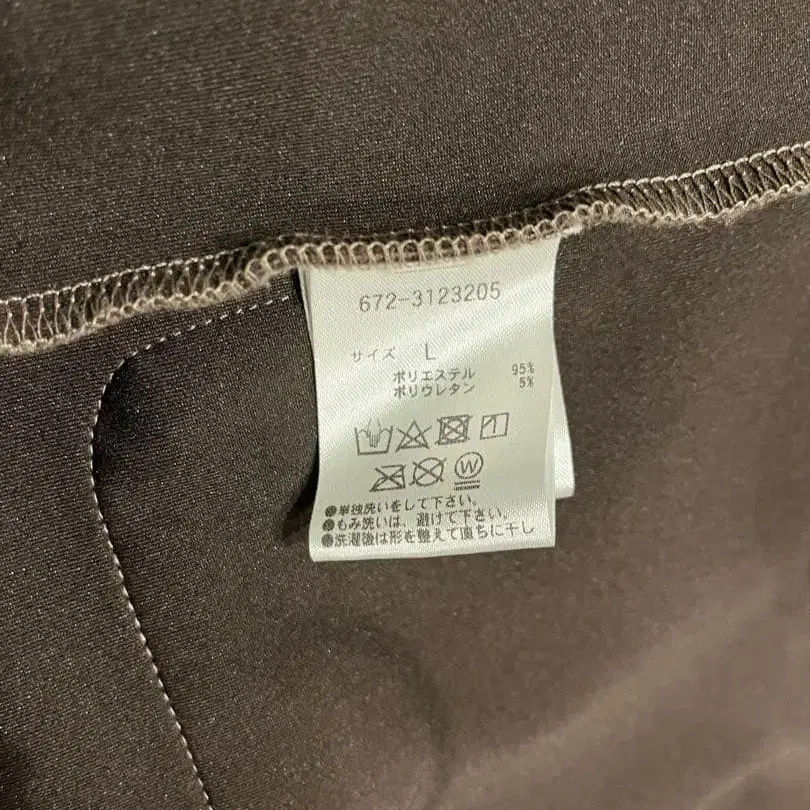 672-3123205
サイズ L
ポリエステル 95%
ポリウレタン 5%
W
●単独洗いをして下さい。
●もみ洗いは、避けて下さい。
●洗濯後は形を整えて直ちに干し